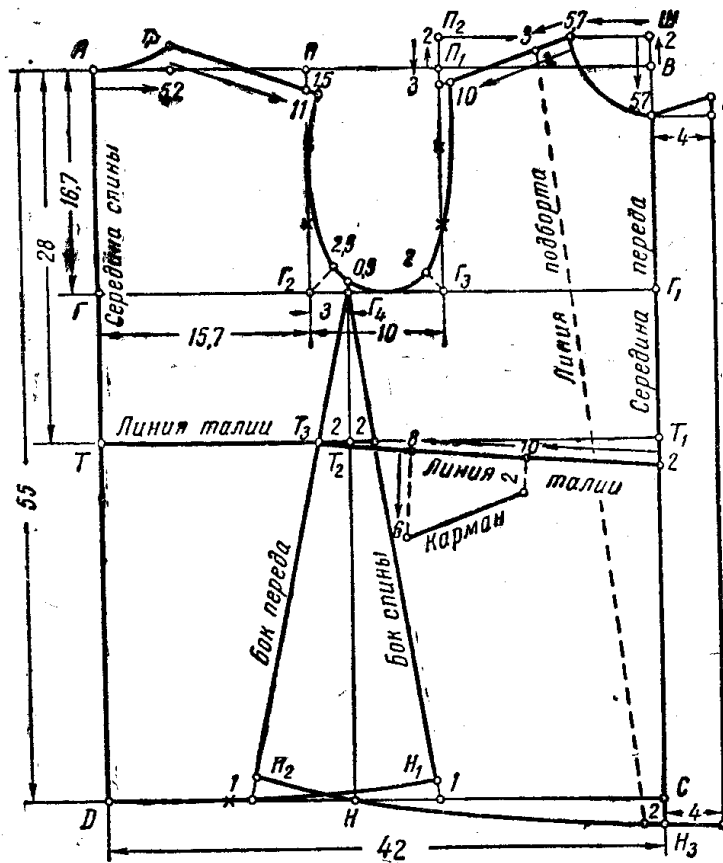 П₂ 57 Ш
Тр 2 3 2
А П П₁ В
1,5 3 10 57
5,2 11 4
16,7
28
Середина спины
подборта
переда
2,9 0,9 2
Г Г₂ Г₃ Г₁
3 Г₄
15,7 10
Линия
Середина
Линия талии Т₃ 2 2 8 10 Т₁
Т Т₂ Линия талии 2
2
55
6 Карман
Бок переда
Бок спины
1 Н₂ Н₁ 1 С
D Н 2 4
Н₃
42